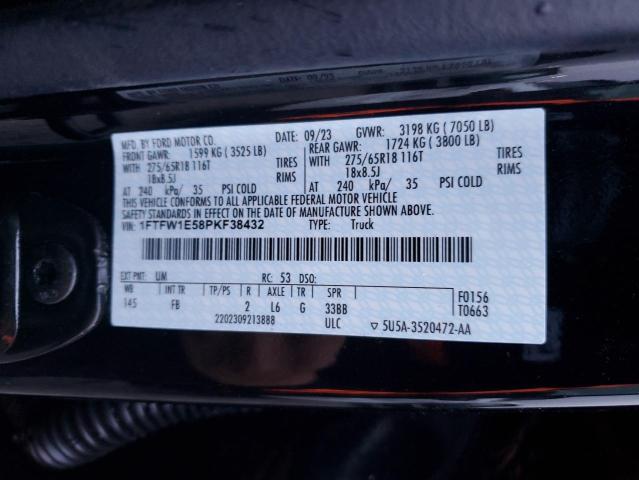 MFD. BY FORD MOTOR CO.
DATE: 09/23 GVWR: 3198 KG ( 7050 LB)
FRONT GAWR: 1599 KG ( 3525 LB) REAR GAWR: 1724 KG ( 3800 LB)
WITH 275/65R18 116T TIRES WITH 275/65R18 116T TIRES
18x8.5J RIMS 18x8.5J RIMS
AT 240 kPa/ 35 PSI COLD AT 240 kPa/ 35 PSI COLD
THIS VEHICLE CONFORMS TO ALL APPLICABLE FEDERAL MOTOR VEHICLE
SAFETY STANDARDS IN EFFECT ON THE DATE OF MANUFACTURE SHOWN ABOVE.
VIN: 1FTFW1E58PKF38432 TYPE: Truck
EXT PNT: UM RC: 53 DSO:
WB INT TR TP/PS R AXLE TR SPR F0156
145 FB 2 L6 G 33BB T0663
2202309213888 ULC ▽ 5U5A-3520472-AA